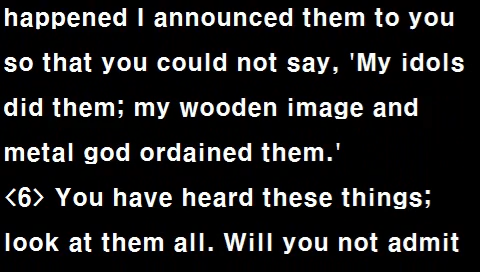 happened I announced them to you
so that you could not say, 'My idols
did them; my wooden image and
metal god ordained them.'
<6> You have heard these things;
look at them all. Will you not admit